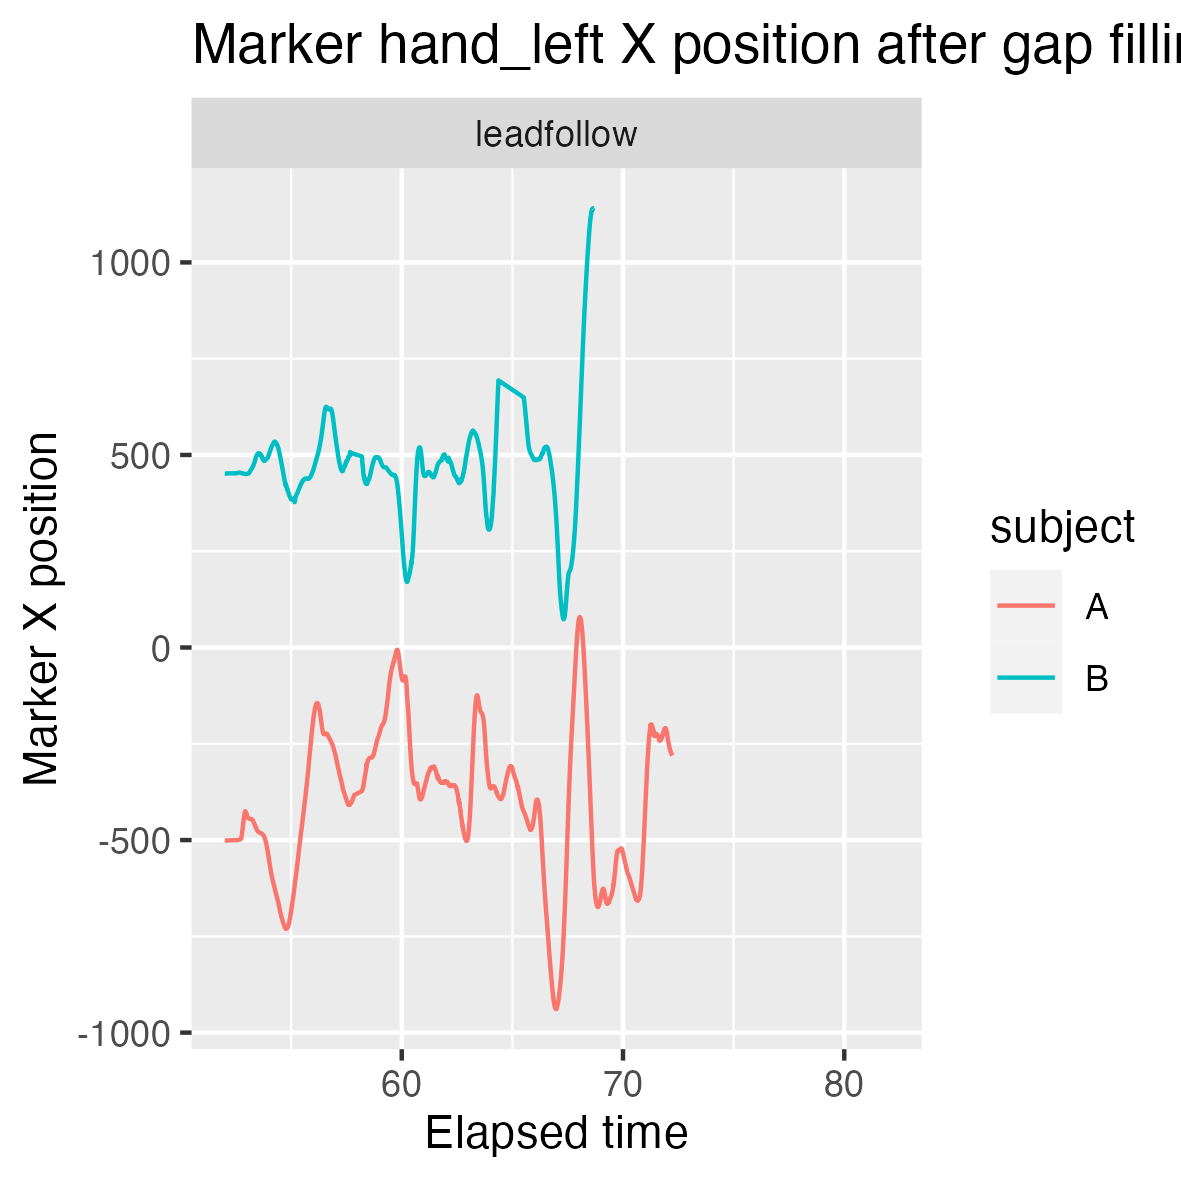 Marker hand_left X position after gap
leadfollow
1000
500
0
-500
-1000
Marker X position
60
70
80
Elapsed time
subject
A
B